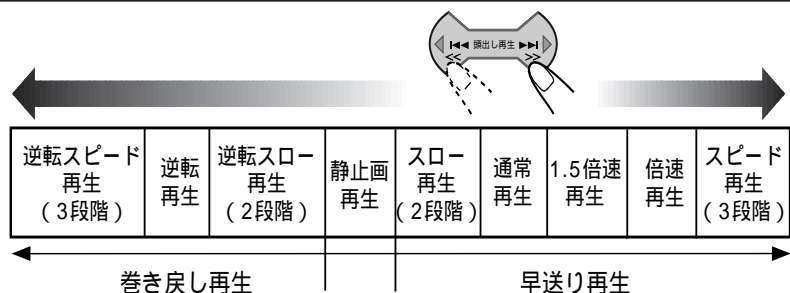 頭出し再生
<< >>
逆転スピード
再生
(3段階)
逆転
再生
逆転スロー
再生
(2段階)
静止画
再生
スロー
再生
(2段階)
通常
再生
1.5倍速
再生
倍速
再生
スピード
再生
(3段階)
巻き戻し再生
早送り再生